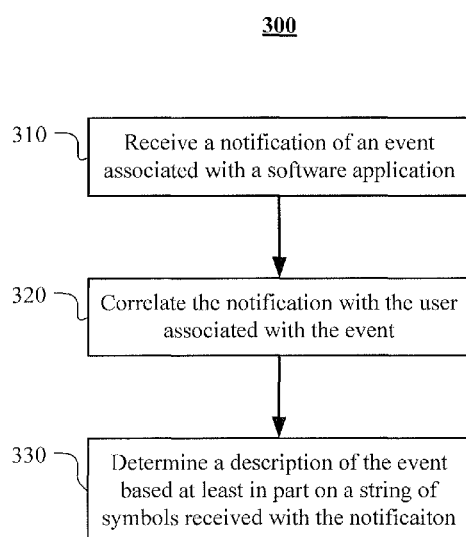 300
310
Receive a notification of an event
associated with a software application
320
Correlate the notification with the user
associated with the event
330
Determine a description of the event
based at least in part on a string of
symbols received with the notificaiton